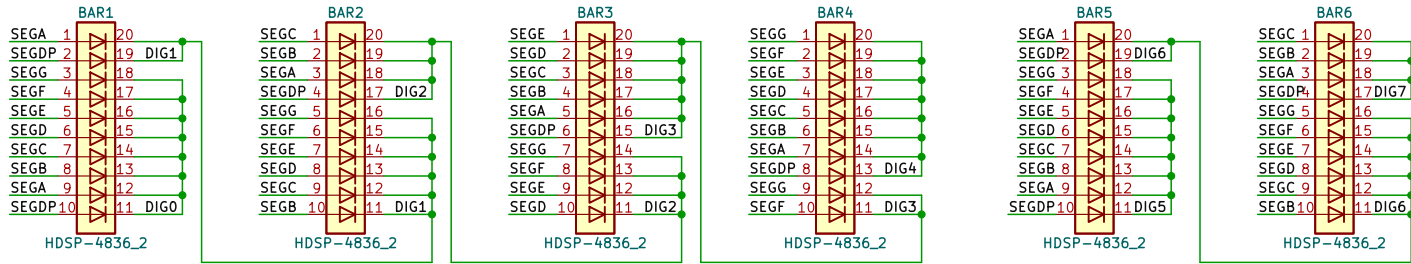 BAR1
SEGA 1 20
SEGDP 2 19 DIG1
SEGG 3 18
SEGF 4 17
SEGE 5 16
SEGD 6 15
SEGC 7 14
SEGB 8 13
SEGA 9 12
SEGDP 10 11 DIG0
HDSP-4836_2
BAR2
SEGC 1 20
SEGB 2 19
SEGA 3 18
SEGDP 4 17 DIG2
SEGG 5 16
SEGF 6 15
SEGE 7 14
SEGD 8 13
SEGC 9 12
SEGB 10 11 DIG1
HDSP-4836_2
BAR3
SEGE 1 20
SEGD 2 19
SEGC 3 18
SEGB 4 17
SEGA 5 16
SEGDP 6 15 DIG3
SEGG 7 14
SEGF 8 13
SEGE 9 12
SEGD 10 11 DIG2
HDSP-4836_2
BAR4
SEGG 1 20
SEGF 2 19
SEGE 3 18
SEGD 4 17
SEGC 5 16
SEGB 6 15
SEGA 7 14
SEGDP 8 13 DIG4
SEGG 9 12
SEGF 10 11 DIG3
HDSP-4836_2
BAR5
SEGA 1 20
SEGDP 2 19 DIG6
SEGG 3 18
SEGF 4 17
SEGE 5 16
SEGD 6 15
SEGC 7 14
SEGB 8 13
SEGA 9 12
SEGDP 10 11 DIG5
HDSP-4836_2
BAR6
SEGC 1 20
SEGB 2 19
SEGA 3 18
SEGDP 4 17 DIG7
SEGG 5 16
SEGF 6 15
SEGE 7 14
SEGD 8 13
SEGC 9 12
SEGB 10 11 DIG6
HDSP-4836_2